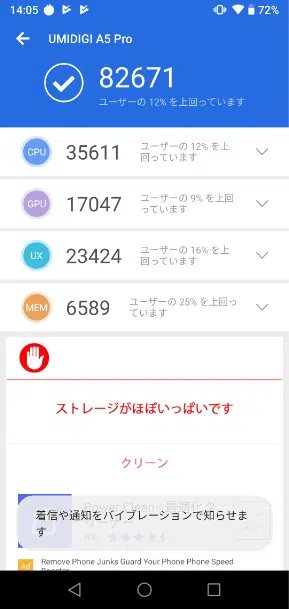 14:05
72%
UMIDIGI A5 Pro
82671
ユーザーの 12% を上回っています
CPU
35611
ユーザーの 12% を上
回っています
GPU
17047
ユーザーの 9% を上回
っています
UX
23424
ユーザーの 16% を上
回っています
MEM
6589
ユーザーの 25% を上回っ
ています
ストレージがほぼいっぱいです
クリーン
着信や通知をバイブレーションで知らせま
す
Ad
Remove Phone Junks Guard Your Phone Phone Speed
Booster